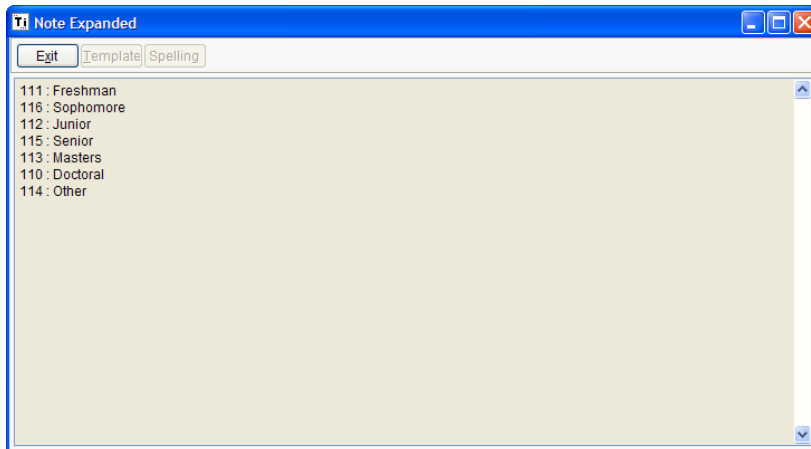 Ti Note Expanded
Exit Template Spelling
111 : Freshman
116 : Sophomore
112 : Junior
115 : Senior
113 : Masters
110 : Doctoral
114 : Other